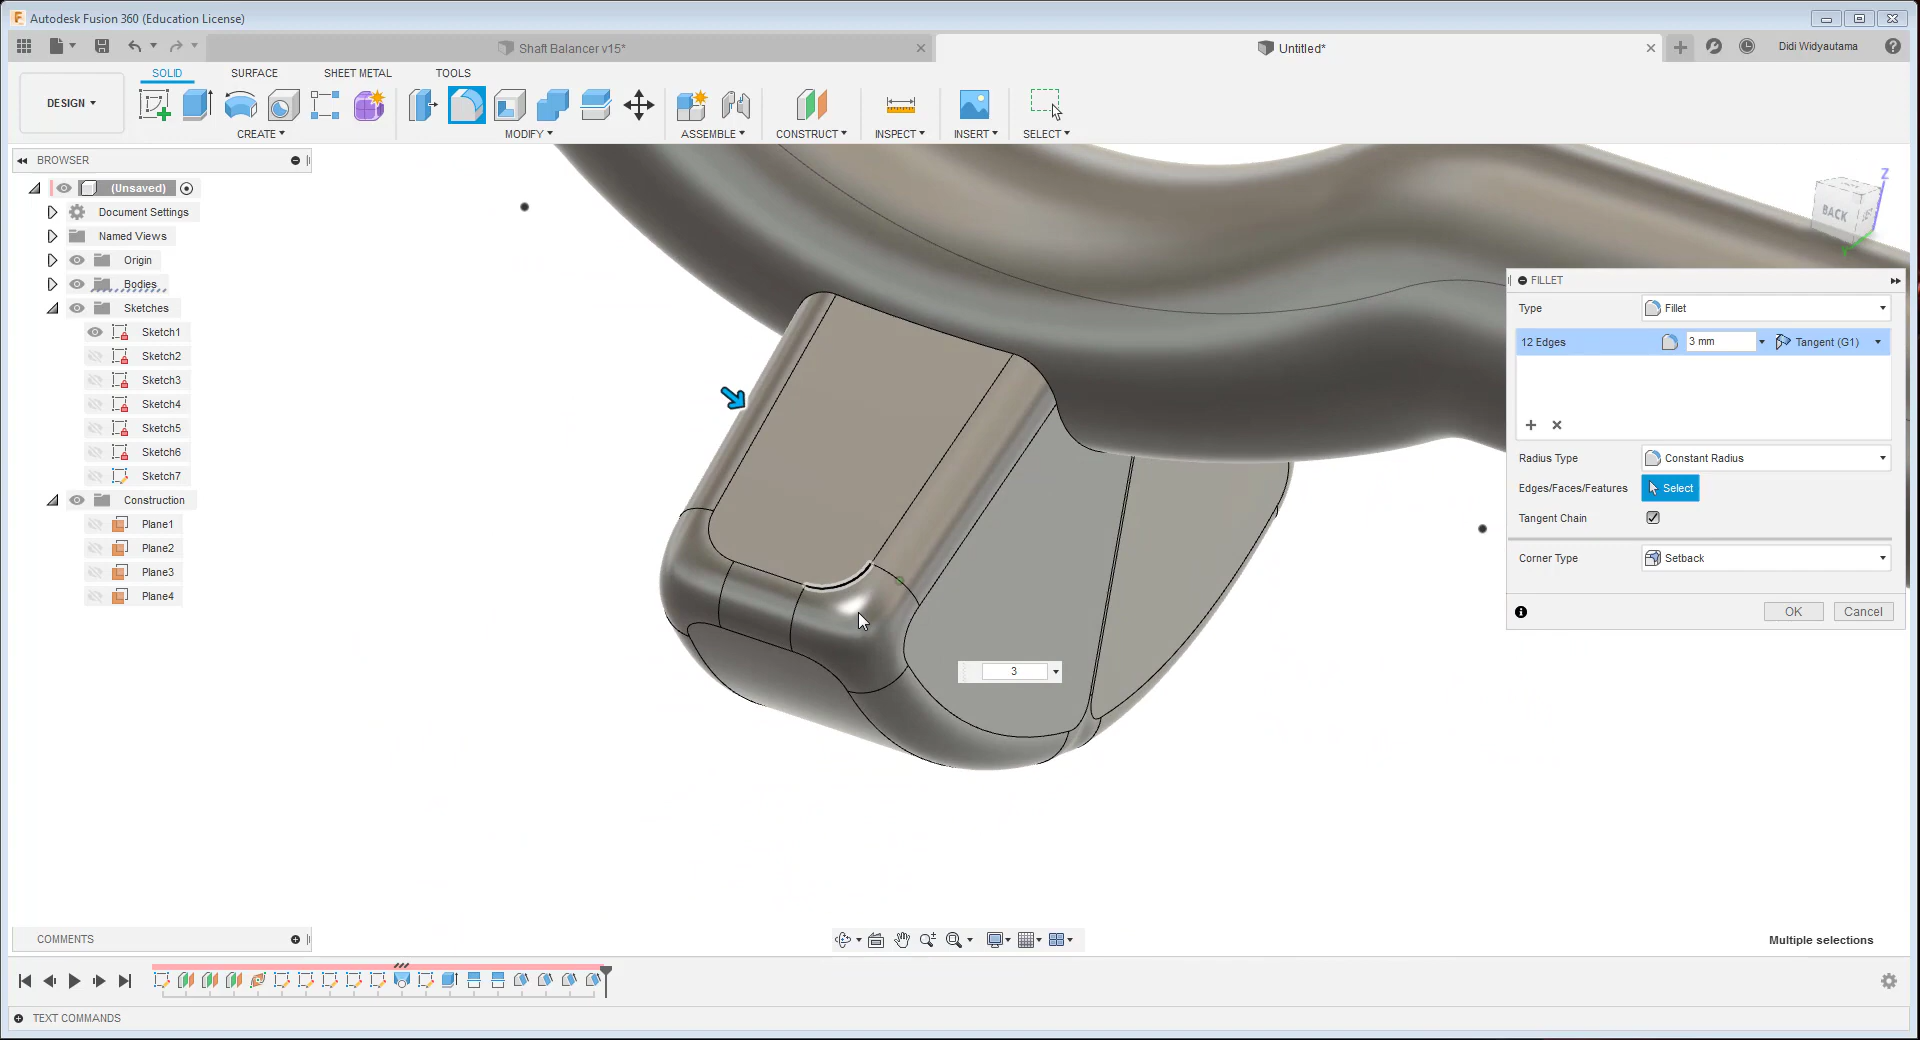 Autodesk Fusion 360 (Education License)
Shaft Balancer v15*
Untitled*
Didi Widyautama
DESIGN
SOLID
SURFACE
SHEET METAL
TOOLS
CREATE
MODIFY
ASSEMBLE
CONSTRUCT
INSPECT
INSERT
SELECT
BROWSER
(Unsaved)
Document Settings
Named Views
Origin
Bodies
Sketches
Sketch1
Sketch2
Sketch3
Sketch4
Sketch5
Sketch6
Sketch7
Construction
Plane1
Plane2
Plane3
Plane4
Z
BACK
FILLET
Type
Fillet
12 Edges
3 mm
Tangent (G1)
Radius Type
Constant Radius
Edges/Faces/Features
Select
Tangent Chain
Corner Type
Setback
OK
Cancel
3
COMMENTS
Multiple selections
TEXT COMMANDS